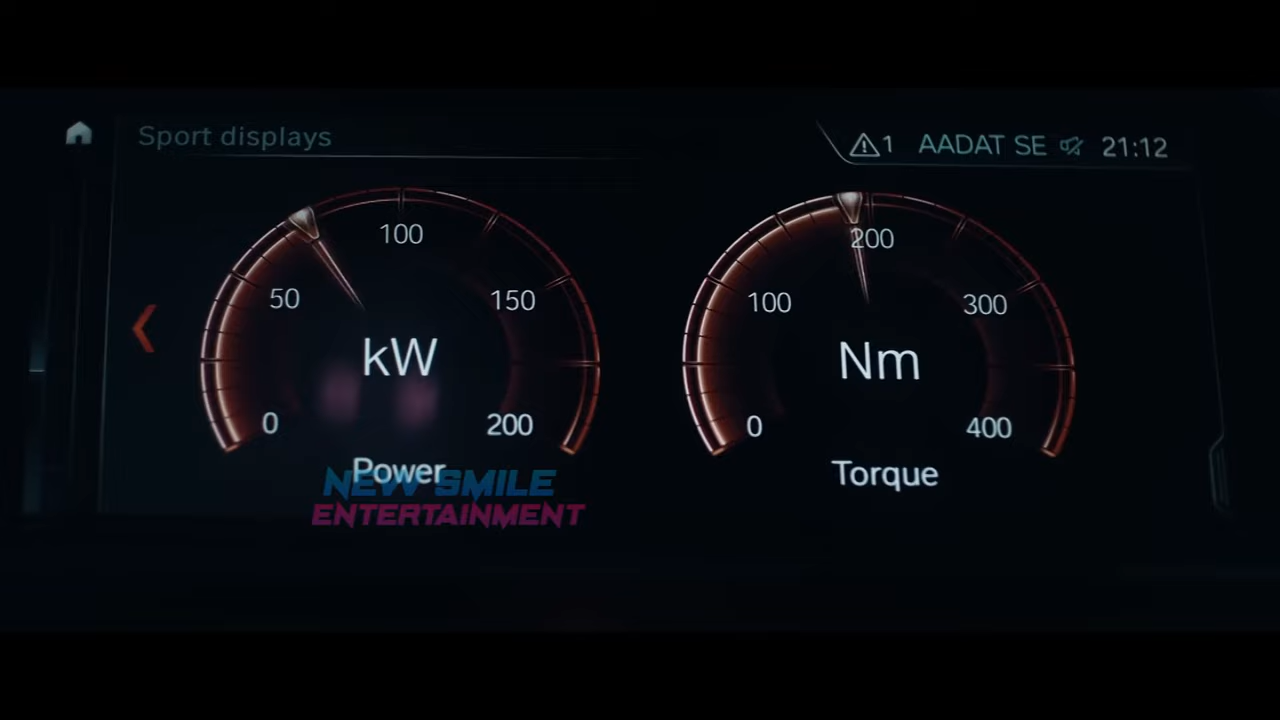 Sport displays
1 AADAT SE 21:12
100
50
150
kW
0
200
Power
200
100
300
Nm
0
400
Torque
NEW SMILE
ENTERTAINMENT